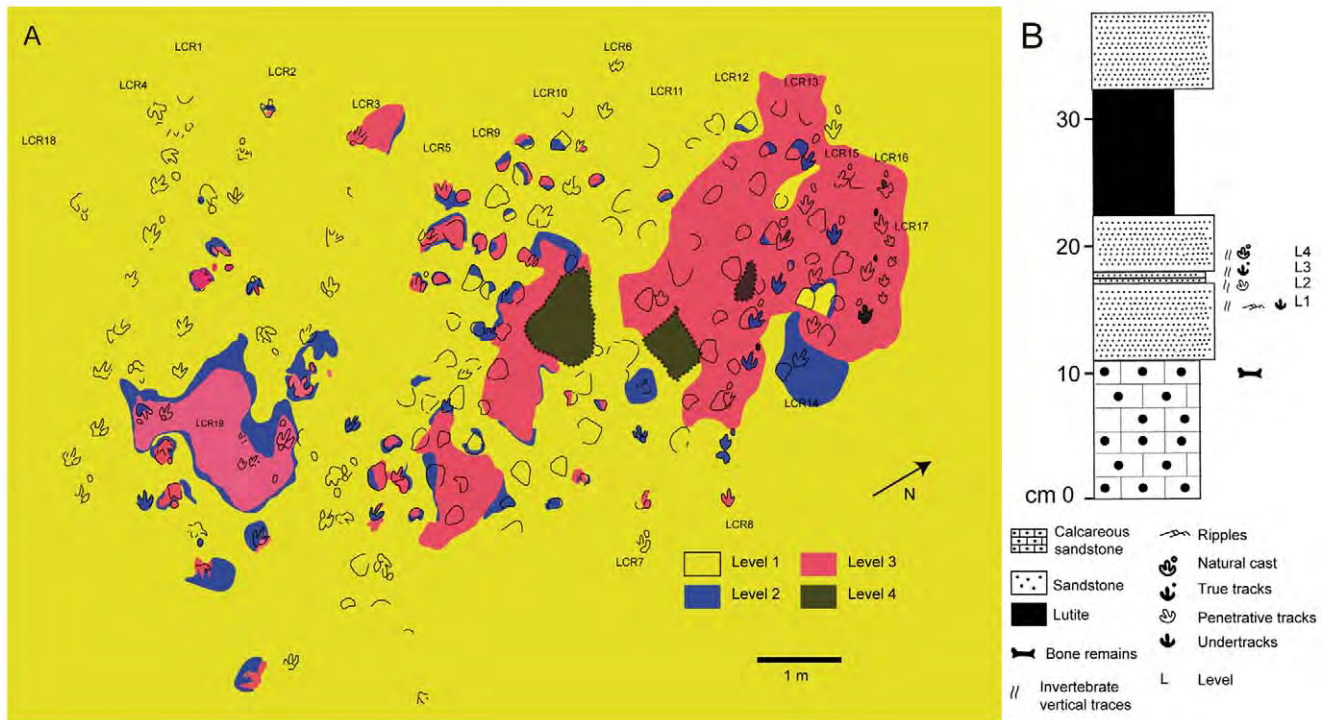 A
LCR1
LCR4
LCR2
LCR3
LCR18
LCR5
LCR9
LCR10
LCR6
LCR11
LCR12
LCR13
LCR15
LCR16
LCR17
LCR14
LCR19
LCR8
LCR7
N
Level 1
Level 3
Level 2
Level 4
1 m
B
30
20
10
cm 0
L4
L3
L2
L1
Calcareous
sandstone
Sandstone
Lutite
Bone remains
Invertebrate
vertical traces
Ripples
Natural cast
True tracks
Penetrative tracks
Undertracks
L Level